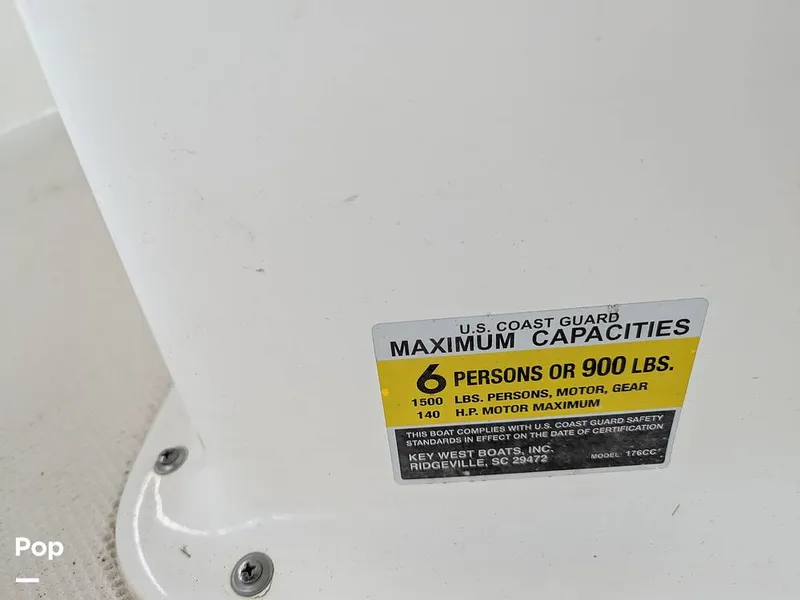 U.S. COAST GUARD
MAXIMUM CAPACITIES
6 PERSONS OR 900 LBS.
1500 LBS. PERSONS, MOTOR, GEAR
140 H.P. MOTOR MAXIMUM
THIS BOAT COMPLIES WITH U.S. COAST GUARD SAFETY
STANDARDS IN EFFECT ON THE DATE OF CERTIFICATION
KEY WEST BOATS, INC.
RIDGEVILLE, SC 29472 MODEL: 176CC
Pop